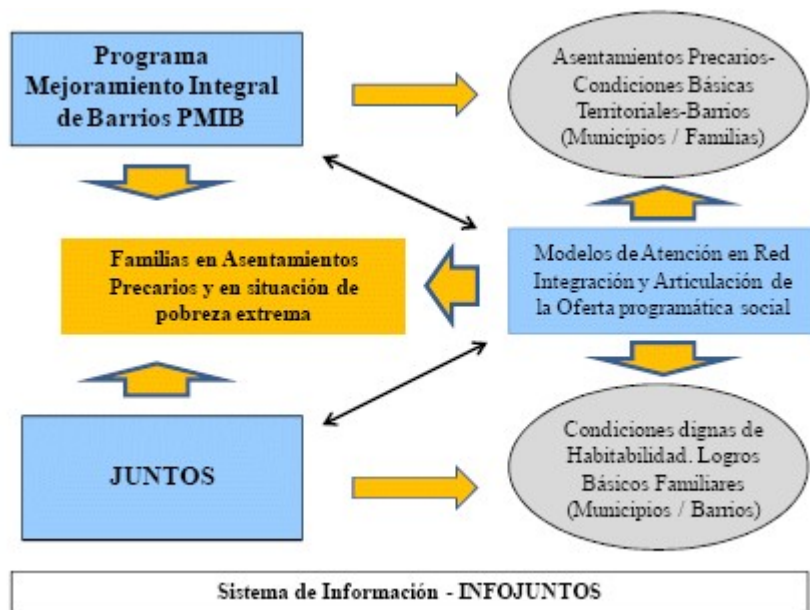 Programa
Mejoramiento Integral
de Barrios PMIB
Asentamientos Precarios-
Condiciones Básicas
Territoriales-Barrios
(Municipios / Familias)
Familias en Asentamientos
Precarios y en situación de
pobreza extrema
Modelos de Atención en Red
Integración y Articulación de
la Oferta programática social
JUNTOS
Condiciones dignas de
Habitabilidad. Logros
Básicos Familiares
(Municipios / Barrios)
Sistema de Información - INFOJUNTOS